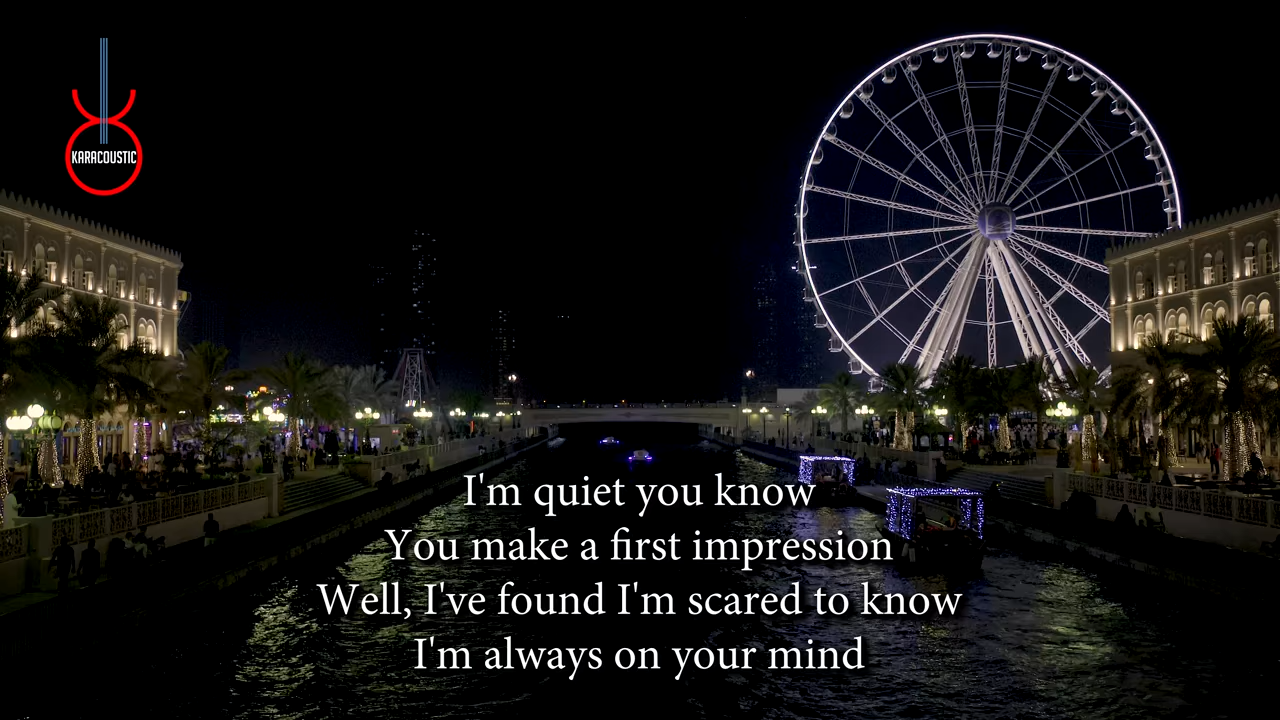 KARACOUSTIC
I'm quiet you know
You make a first impression
Well, I've found I'm scared to know
I'm always on your mind